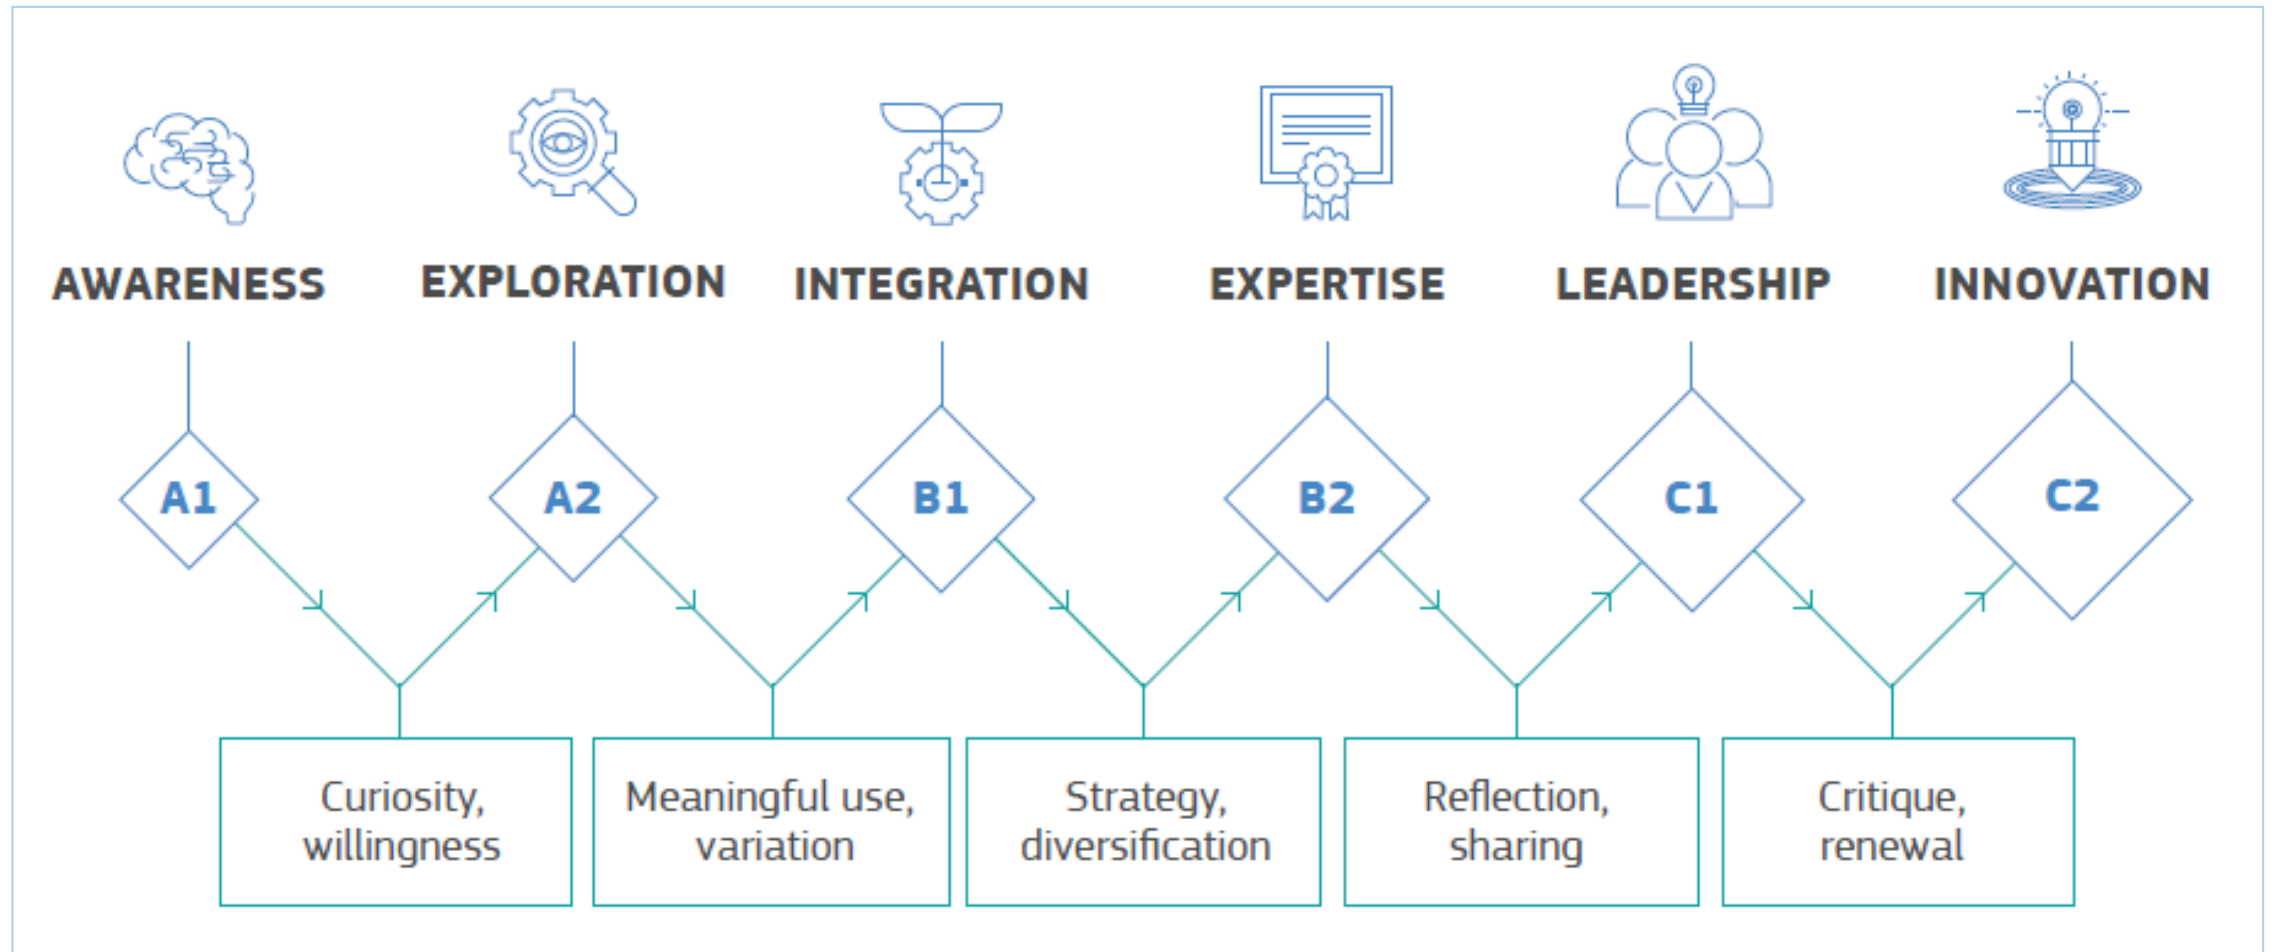 AWARENESS
EXPLORATION
INTEGRATION
EXPERTISE
LEADERSHIP
INNOVATION
A1
A2
B1
B2
C1
C2
Curiosity,
willingness
Meaningful use,
variation
Strategy,
diversification
Reflection,
sharing
Critique,
renewal